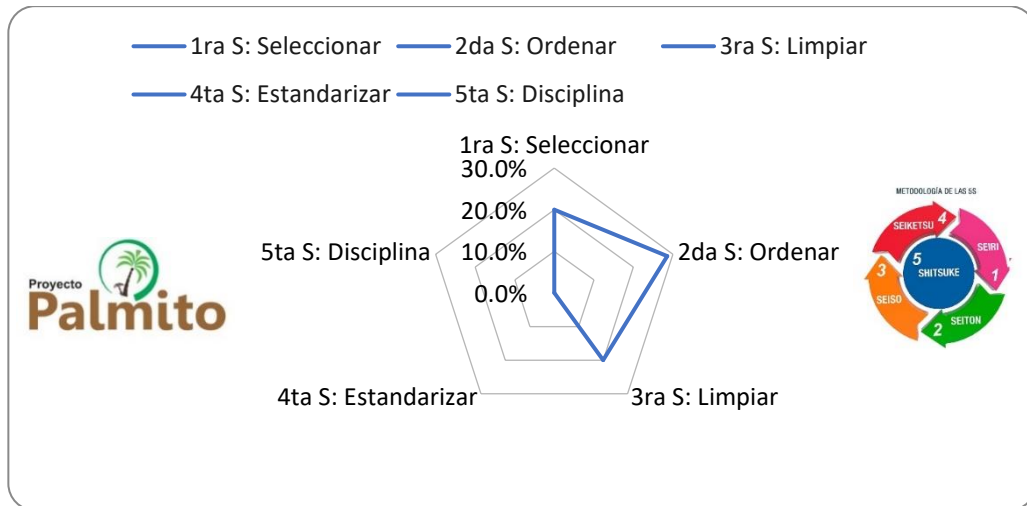 1ra S: Seleccionar 2da S: Ordenar 3ra S: Limpiar
4ta S: Estandarizar 5ta S: Disciplina
1ra S: Seleccionar
30.0%
20.0%
10.0%
0.0%
5ta S: Disciplina
2da S: Ordenar
4ta S: Estandarizar
3ra S: Limpiar
Proyecto
Palmito
METODOLOGÍA DE LAS 5S
SEIKETSU 4
SEIRI 1
5 SHITSUKE
3 SEISO
2 SEITON